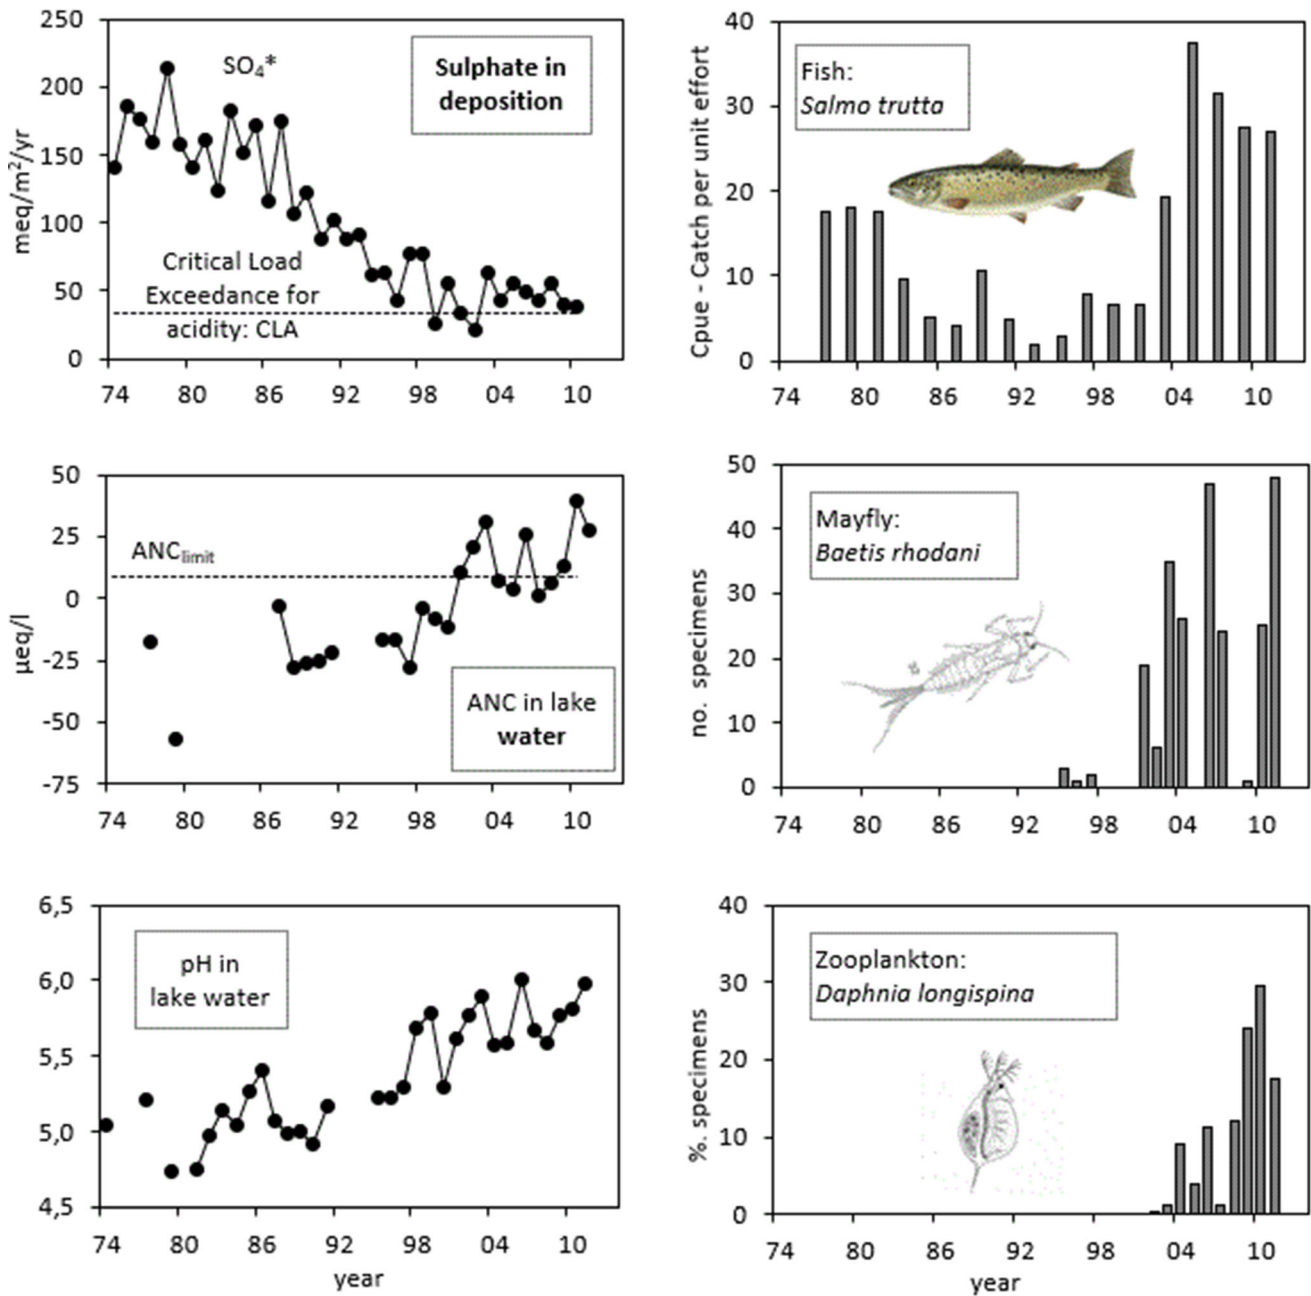 250
200
150
100
50
0
meq/m²/yr
SO₄*
Sulphate in
deposition
Critical Load
Exceedance for
acidity: CLA
74 80 86 92 98 04 10
40
30
20
10
0
Cpue - Catch per unit effort
Fish:
Salmo trutta
74 80 86 92 98 04 10
50
25
0
-25
-50
-75
µeq/l
ANClimit
ANC in lake
water
74 80 86 92 98 04 10
50
40
30
20
10
0
no. specimens
Mayfly:
Baetis rhodani
74 80 86 92 98 04 10
6,5
6,0
5,5
5,0
4,5
pH in
lake water
74 80 86 92 98 04 10
year
40
30
20
10
0
%. specimens
Zooplankton:
Daphnia longispina
74 80 86 92 98 04 10
year